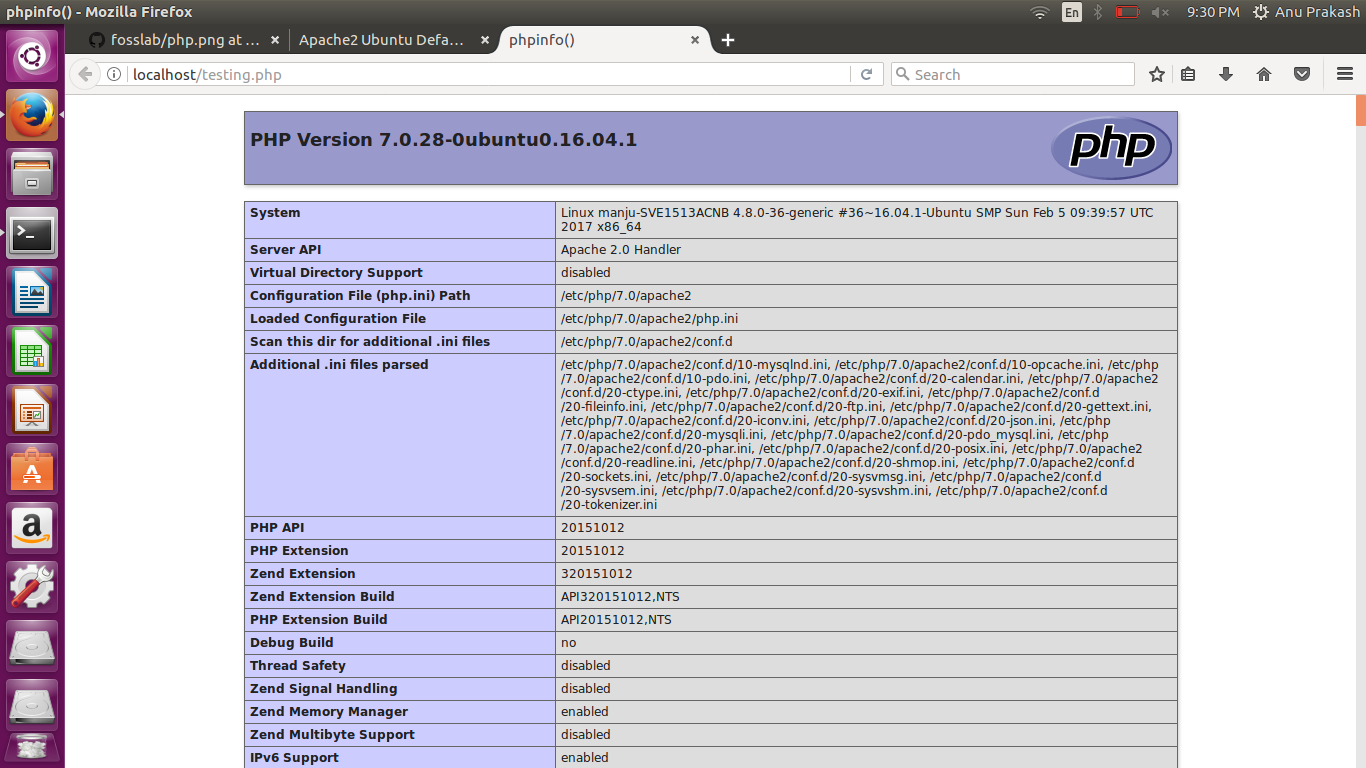 phpinfo() - Mozilla Firefox
En
9:30 PM
Anu Prakash
fosslab/php.png at ...
Apache2 Ubuntu Defa...
phpinfo()
localhost/testing.php
Search
PHP Version 7.0.28-0ubuntu0.16.04.1
php
System
Linux manju-SVE1513ACNB 4.8.0-36-generic #36~16.04.1-Ubuntu SMP Sun Feb 5 09:39:57 UTC
2017 x86_64
Server API
Apache 2.0 Handler
Virtual Directory Support
disabled
Configuration File (php.ini) Path
/etc/php/7.0/apache2
Loaded Configuration File
/etc/php/7.0/apache2/php.ini
Scan this dir for additional .ini files
/etc/php/7.0/apache2/conf.d
Additional .ini files parsed
/etc/php/7.0/apache2/conf.d/10-mysqlnd.ini, /etc/php/7.0/apache2/conf.d/10-opcache.ini, /etc/php
/7.0/apache2/conf.d/10-pdo.ini, /etc/php/7.0/apache2/conf.d/20-calendar.ini, /etc/php/7.0/apache2
/conf.d/20-ctype.ini, /etc/php/7.0/apache2/conf.d/20-exif.ini, /etc/php/7.0/apache2/conf.d
/20-fileinfo.ini, /etc/php/7.0/apache2/conf.d/20-ftp.ini, /etc/php/7.0/apache2/conf.d/20-gettext.ini,
/etc/php/7.0/apache2/conf.d/20-iconv.ini, /etc/php/7.0/apache2/conf.d/20-json.ini, /etc/php
/7.0/apache2/conf.d/20-mysqli.ini, /etc/php/7.0/apache2/conf.d/20-pdo_mysql.ini, /etc/php
/7.0/apache2/conf.d/20-phar.ini, /etc/php/7.0/apache2/conf.d/20-posix.ini, /etc/php/7.0/apache2
/conf.d/20-readline.ini, /etc/php/7.0/apache2/conf.d/20-shmop.ini, /etc/php/7.0/apache2/conf.d
/20-sockets.ini, /etc/php/7.0/apache2/conf.d/20-sysvmsg.ini, /etc/php/7.0/apache2/conf.d
/20-sysvsem.ini, /etc/php/7.0/apache2/conf.d/20-sysvshm.ini, /etc/php/7.0/apache2/conf.d
/20-tokenizer.ini
PHP API
20151012
PHP Extension
20151012
Zend Extension
320151012
Zend Extension Build
API320151012,NTS
PHP Extension Build
API20151012,NTS
Debug Build
no
Thread Safety
disabled
Zend Signal Handling
disabled
Zend Memory Manager
enabled
Zend Multibyte Support
disabled
IPv6 Support
enabled